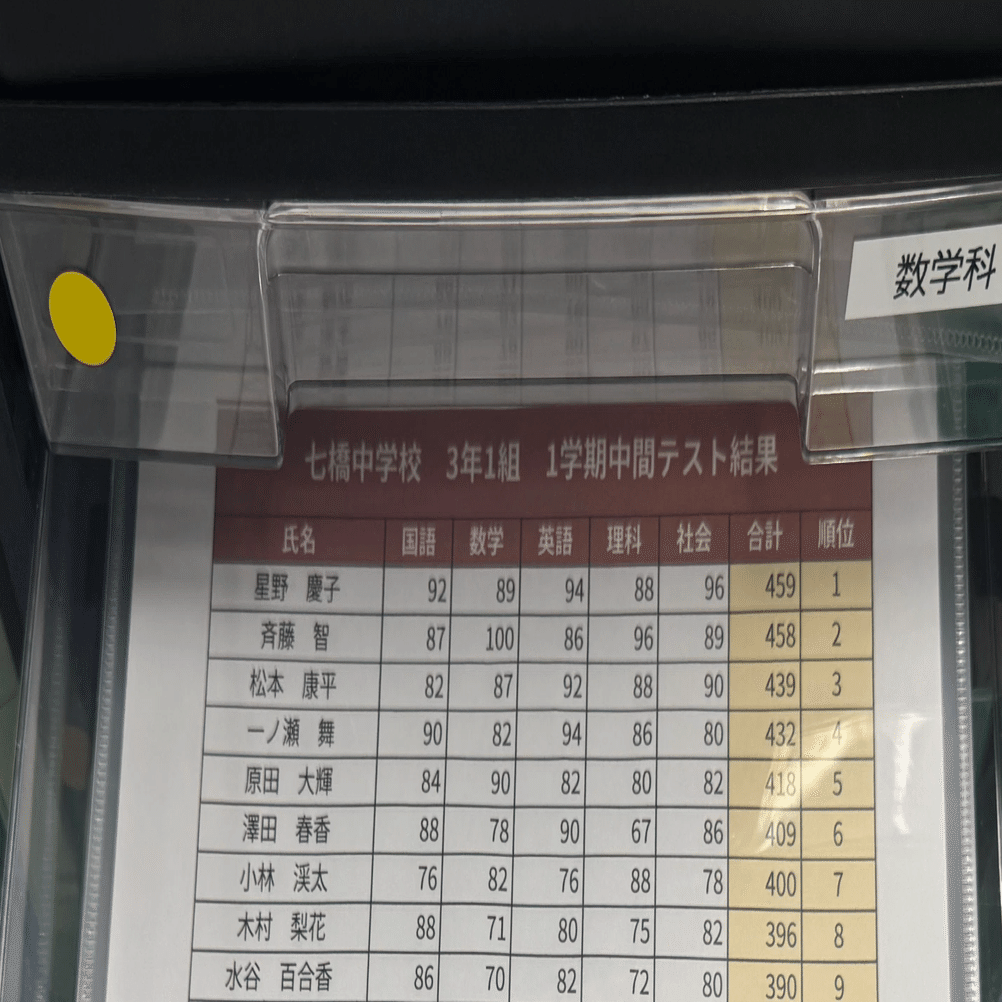 数学科
七橋中学校　3年1組　1学期中間テスト結果
氏名 国語 数学 英語 理科 社会 合計 順位
星野　慶子 92 89 94 88 96 459 1
斉藤　智 87 100 86 96 89 458 2
松本　康平 82 87 92 88 90 439 3
一ノ瀬　舞 90 82 94 86 80 432 4
原田　大輝 84 90 82 80 82 418 5
澤田　春香 88 78 90 67 86 409 6
小林　渓太 76 82 76 88 78 400 7
木村　梨花 88 71 80 75 82 396 8
水谷　百合香 86 70 82 72 80 390 9